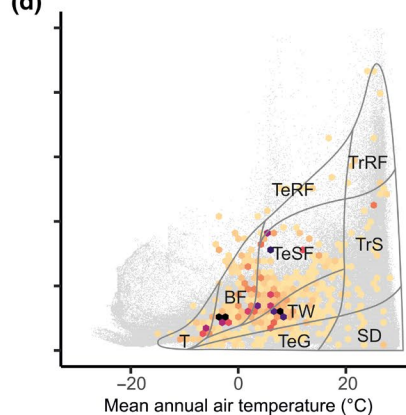 (d)
TrRF
TeRF
TrS
TeSF
BF
TW
T
TeG
SD
−20
0
20
Mean annual air temperature (°C)